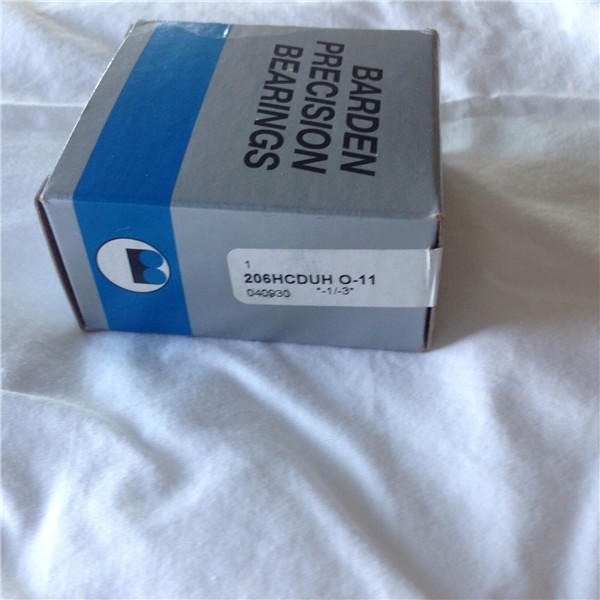 BARDEN
PRECISION
BEARINGS
1
206HCDUH O-11
040930 "-1/-3"